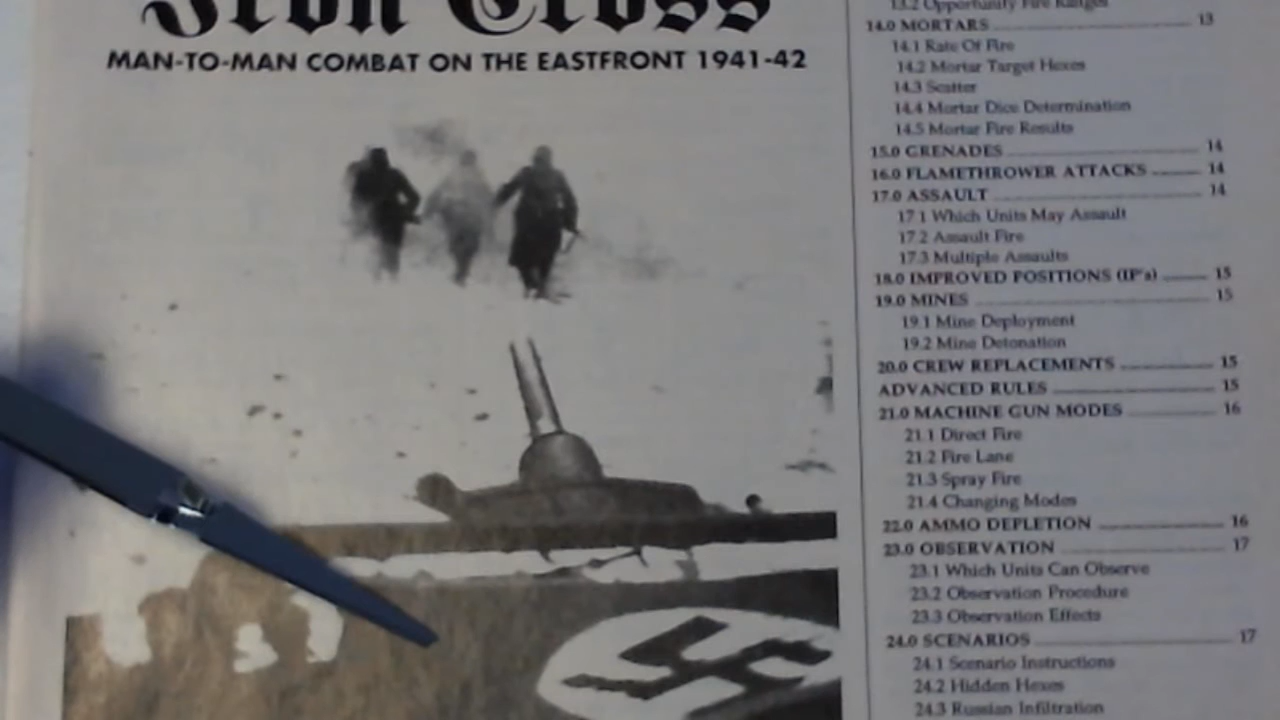 Iron Cross
MAN-TO-MAN COMBAT ON THE EASTFRONT 1941-42
13.2 Opportunity Fire Ranges
14.0 MORTARS 13
14.1 Rate Of Fire
14.2 Mortar Target Hexes
14.3 Scatter
14.4 Mortar Dice Determination
14.5 Mortar Fire Results
15.0 GRENADES 14
16.0 FLAMETHROWER ATTACKS 14
17.0 ASSAULT 14
17.1 Which Units May Assault
17.2 Assault Fire
17.3 Multiple Assaults
18.0 IMPROVED POSITIONS (IP's) 15
19.0 MINES 15
19.1 Mine Deployment
19.2 Mine Detonation
20.0 CREW REPLACEMENTS 15
ADVANCED RULES 15
21.0 MACHINE GUN MODES 16
21.1 Direct Fire
21.2 Fire Lane
21.3 Spray Fire
21.4 Changing Modes
22.0 AMMO DEPLETION 16
23.0 OBSERVATION 17
23.1 Which Units Can Observe
23.2 Observation Procedure
23.3 Observation Effects
24.0 SCENARIOS 17
24.1 Scenario Instructions
24.2 Hidden Hexes
24.3 Russian Infiltration